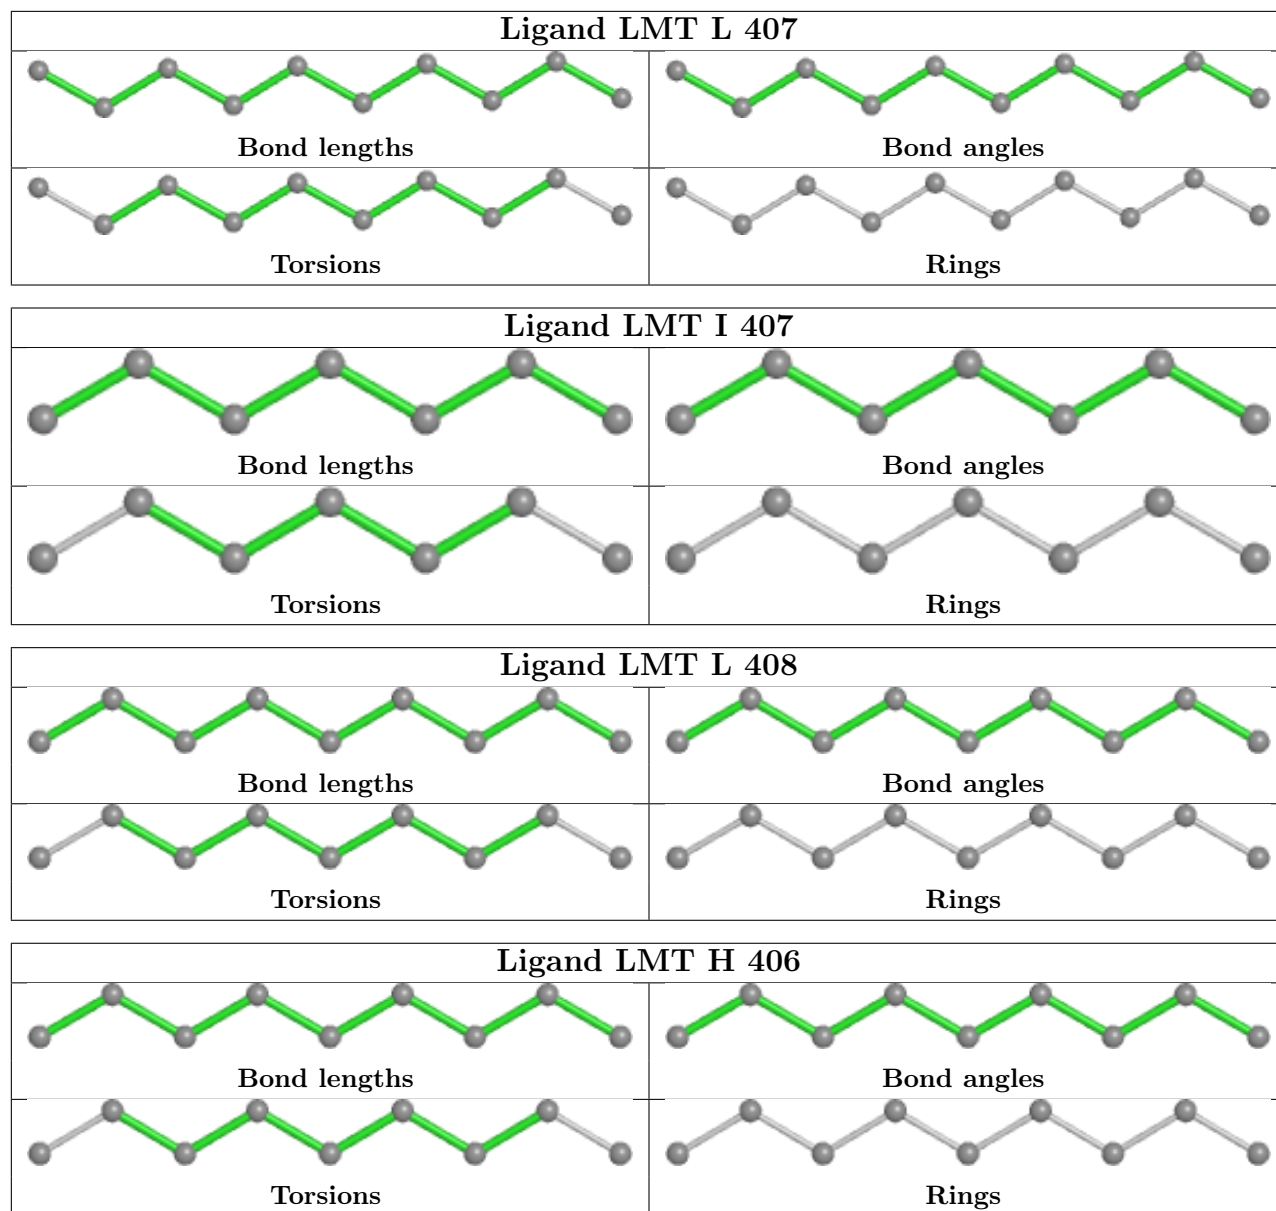 Ligand LMT L 407
Bond lengths Bond angles
Torsions Rings
Ligand LMT I 407
Bond lengths Bond angles
Torsions Rings
Ligand LMT L 408
Bond lengths Bond angles
Torsions Rings
Ligand LMT H 406
Bond lengths Bond angles
Torsions Rings